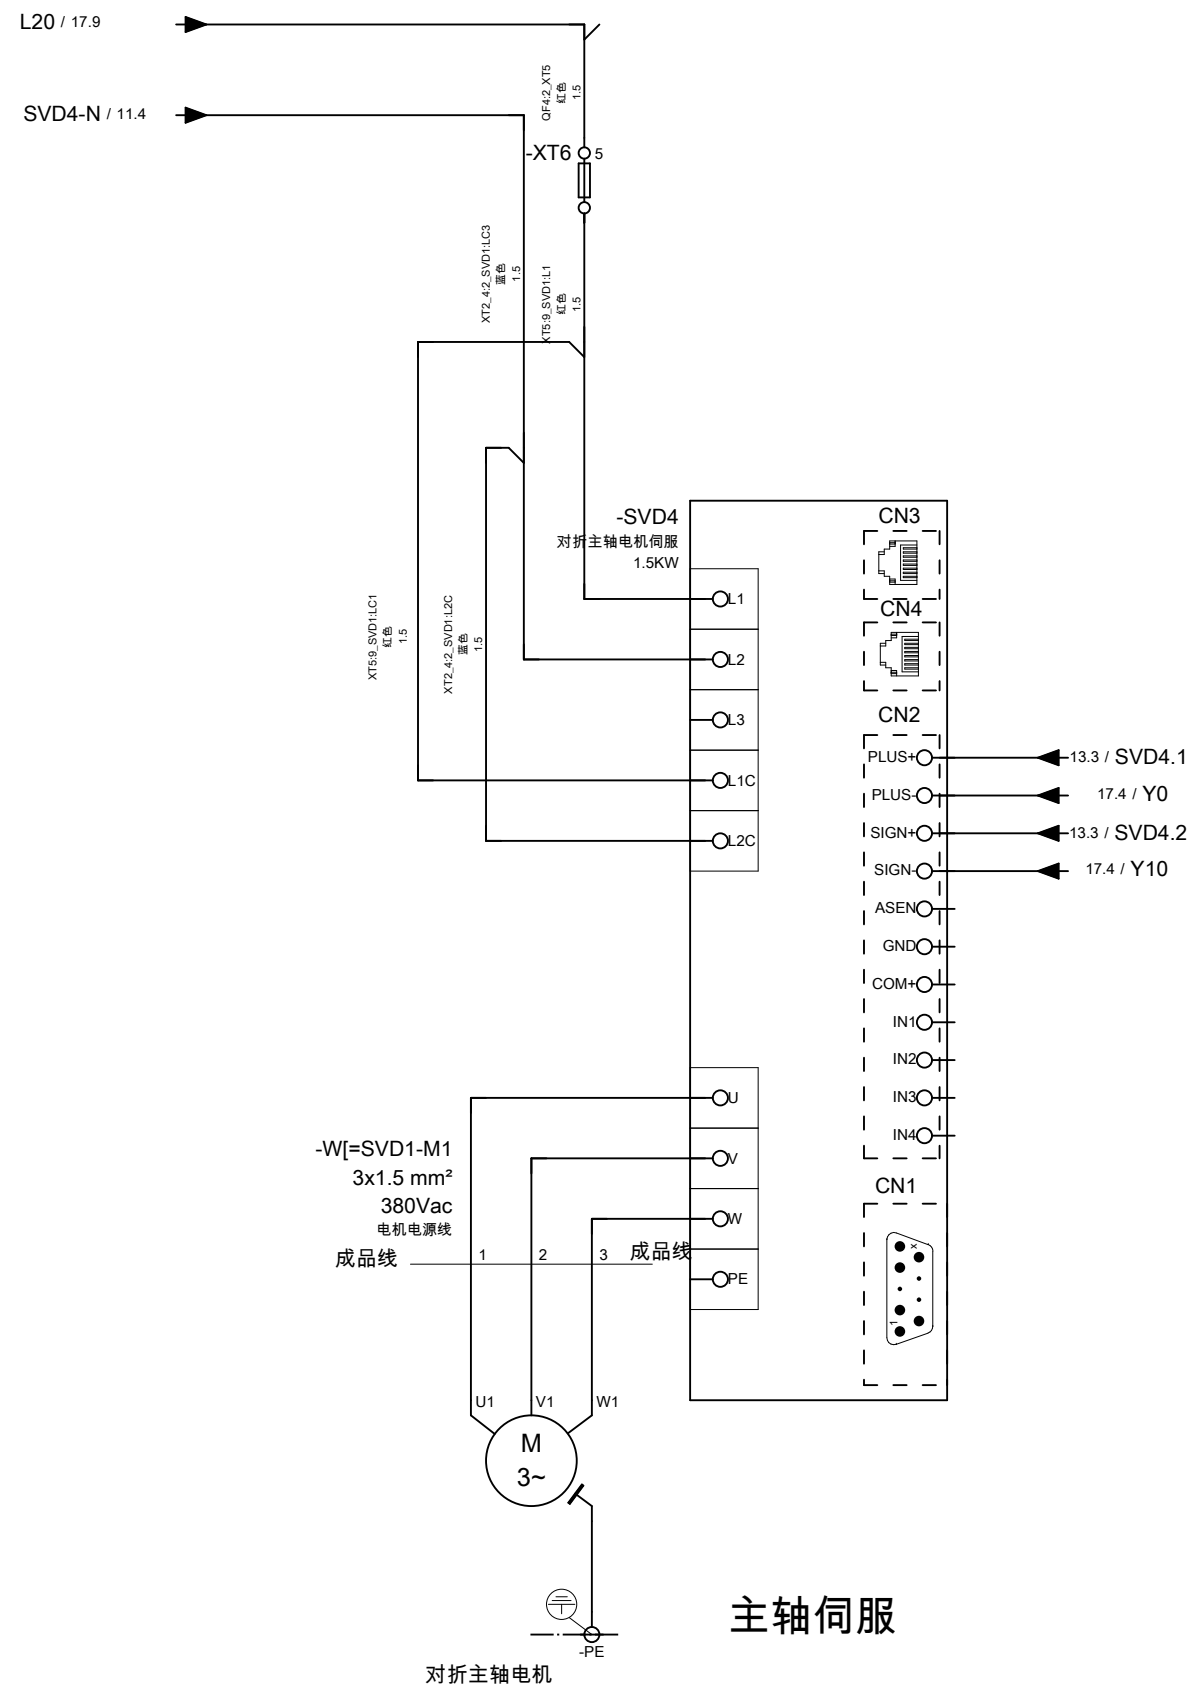 L20 / 17.9
SVD4-N / 11.4
QF4:2_XT5
红色
1.5
-XT6 5
XT2_4:2_SVD1:LC3
蓝色
1.5
XT5:9_SVD1:L1
红色
1.5
XT5:9_SVD1:LC1
红色
1.5
XT2_4:2_SVD1:L2C
蓝色
1.5
-SVD4
对折主轴电机伺服
1.5KW
L1
L2
L3
L1C
L2C
CN3
CN4
CN2
PLUS+ 13.3 / SVD4.1
PLUS- 17.4 / Y0
SIGN+ 13.3 / SVD4.2
SIGN- 17.4 / Y10
ASEN
GND
COM+
IN1
IN2
IN3
IN4
CN1
x
1
U
V
W
PE
-W[=SVD1-M1
3x1.5 mm²
380Vac
电机电源线
成品线 1 2 3 成品线
U1 V1 W1
M
3~
-PE
对折主轴电机
主轴伺服